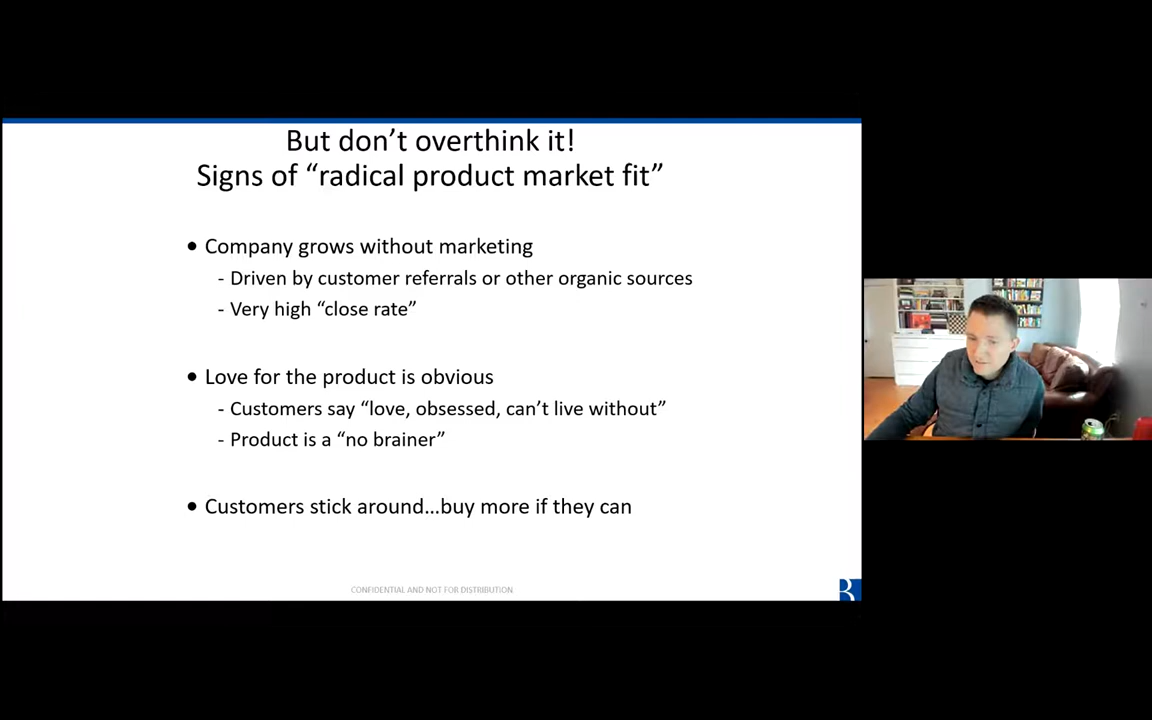 But don’t overthink it!
Signs of “radical product market fit”
• Company grows without marketing
- Driven by customer referrals or other organic sources
- Very high “close rate”
• Love for the product is obvious
- Customers say “love, obsessed, can’t live without”
- Product is a “no brainer”
• Customers stick around…buy more if they can
CONFIDENTIAL AND NOT FOR DISTRIBUTION